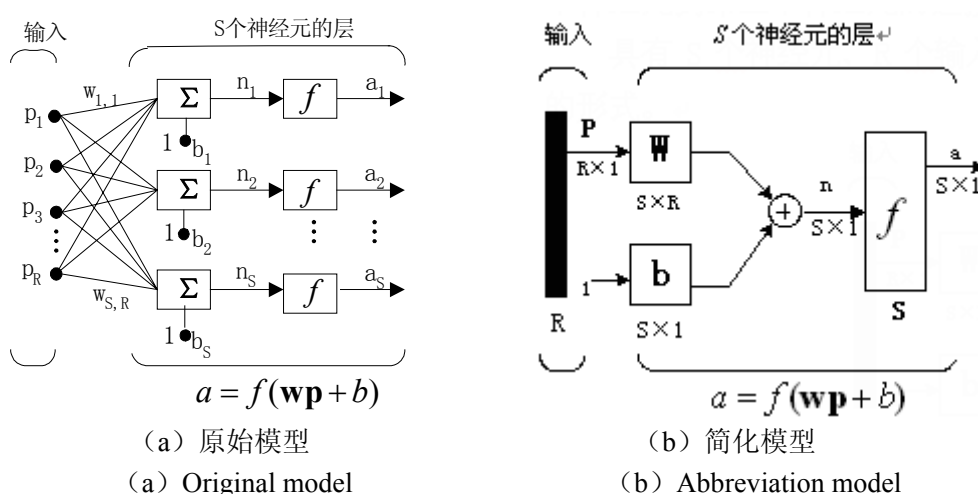 输入
S个神经元的层
w1,1
p1
p2
p3
pR
wS,R
Σ
n1
f
a1
1
b1
Σ
n2
f
a2
1
b2
Σ
nS
f
aS
1
bS
a = f(wp + b)
（a）原始模型
（a）Original model
输入
S个神经元的层↵
P
R×1
W
S×R
1
b
S×1
R
+
n
S×1
f
S
a
S×1
a = f(wp + b)
（b）简化模型
（b）Abbreviation model